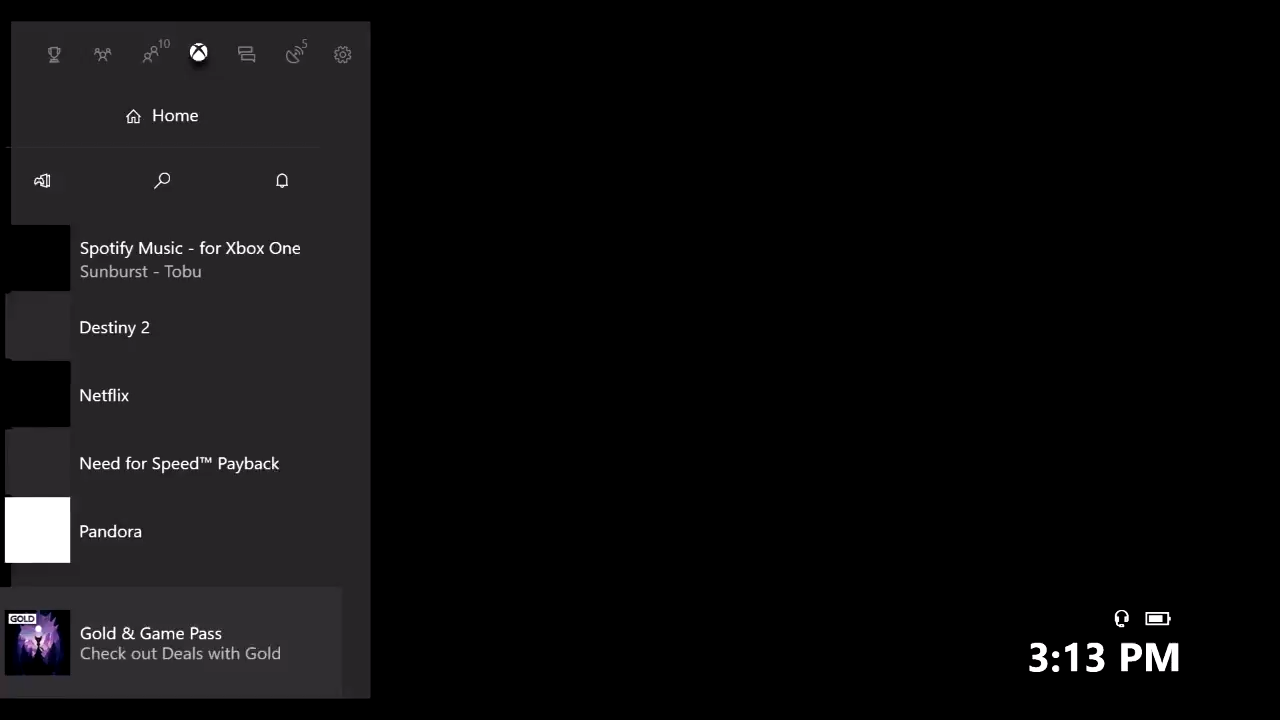 10
5
Home
Spotify Music - for Xbox One
Sunburst - Tobu
Destiny 2
Netflix
Need for Speed™ Payback
Pandora
GOLD
Gold & Game Pass
Check out Deals with Gold
3:13 PM